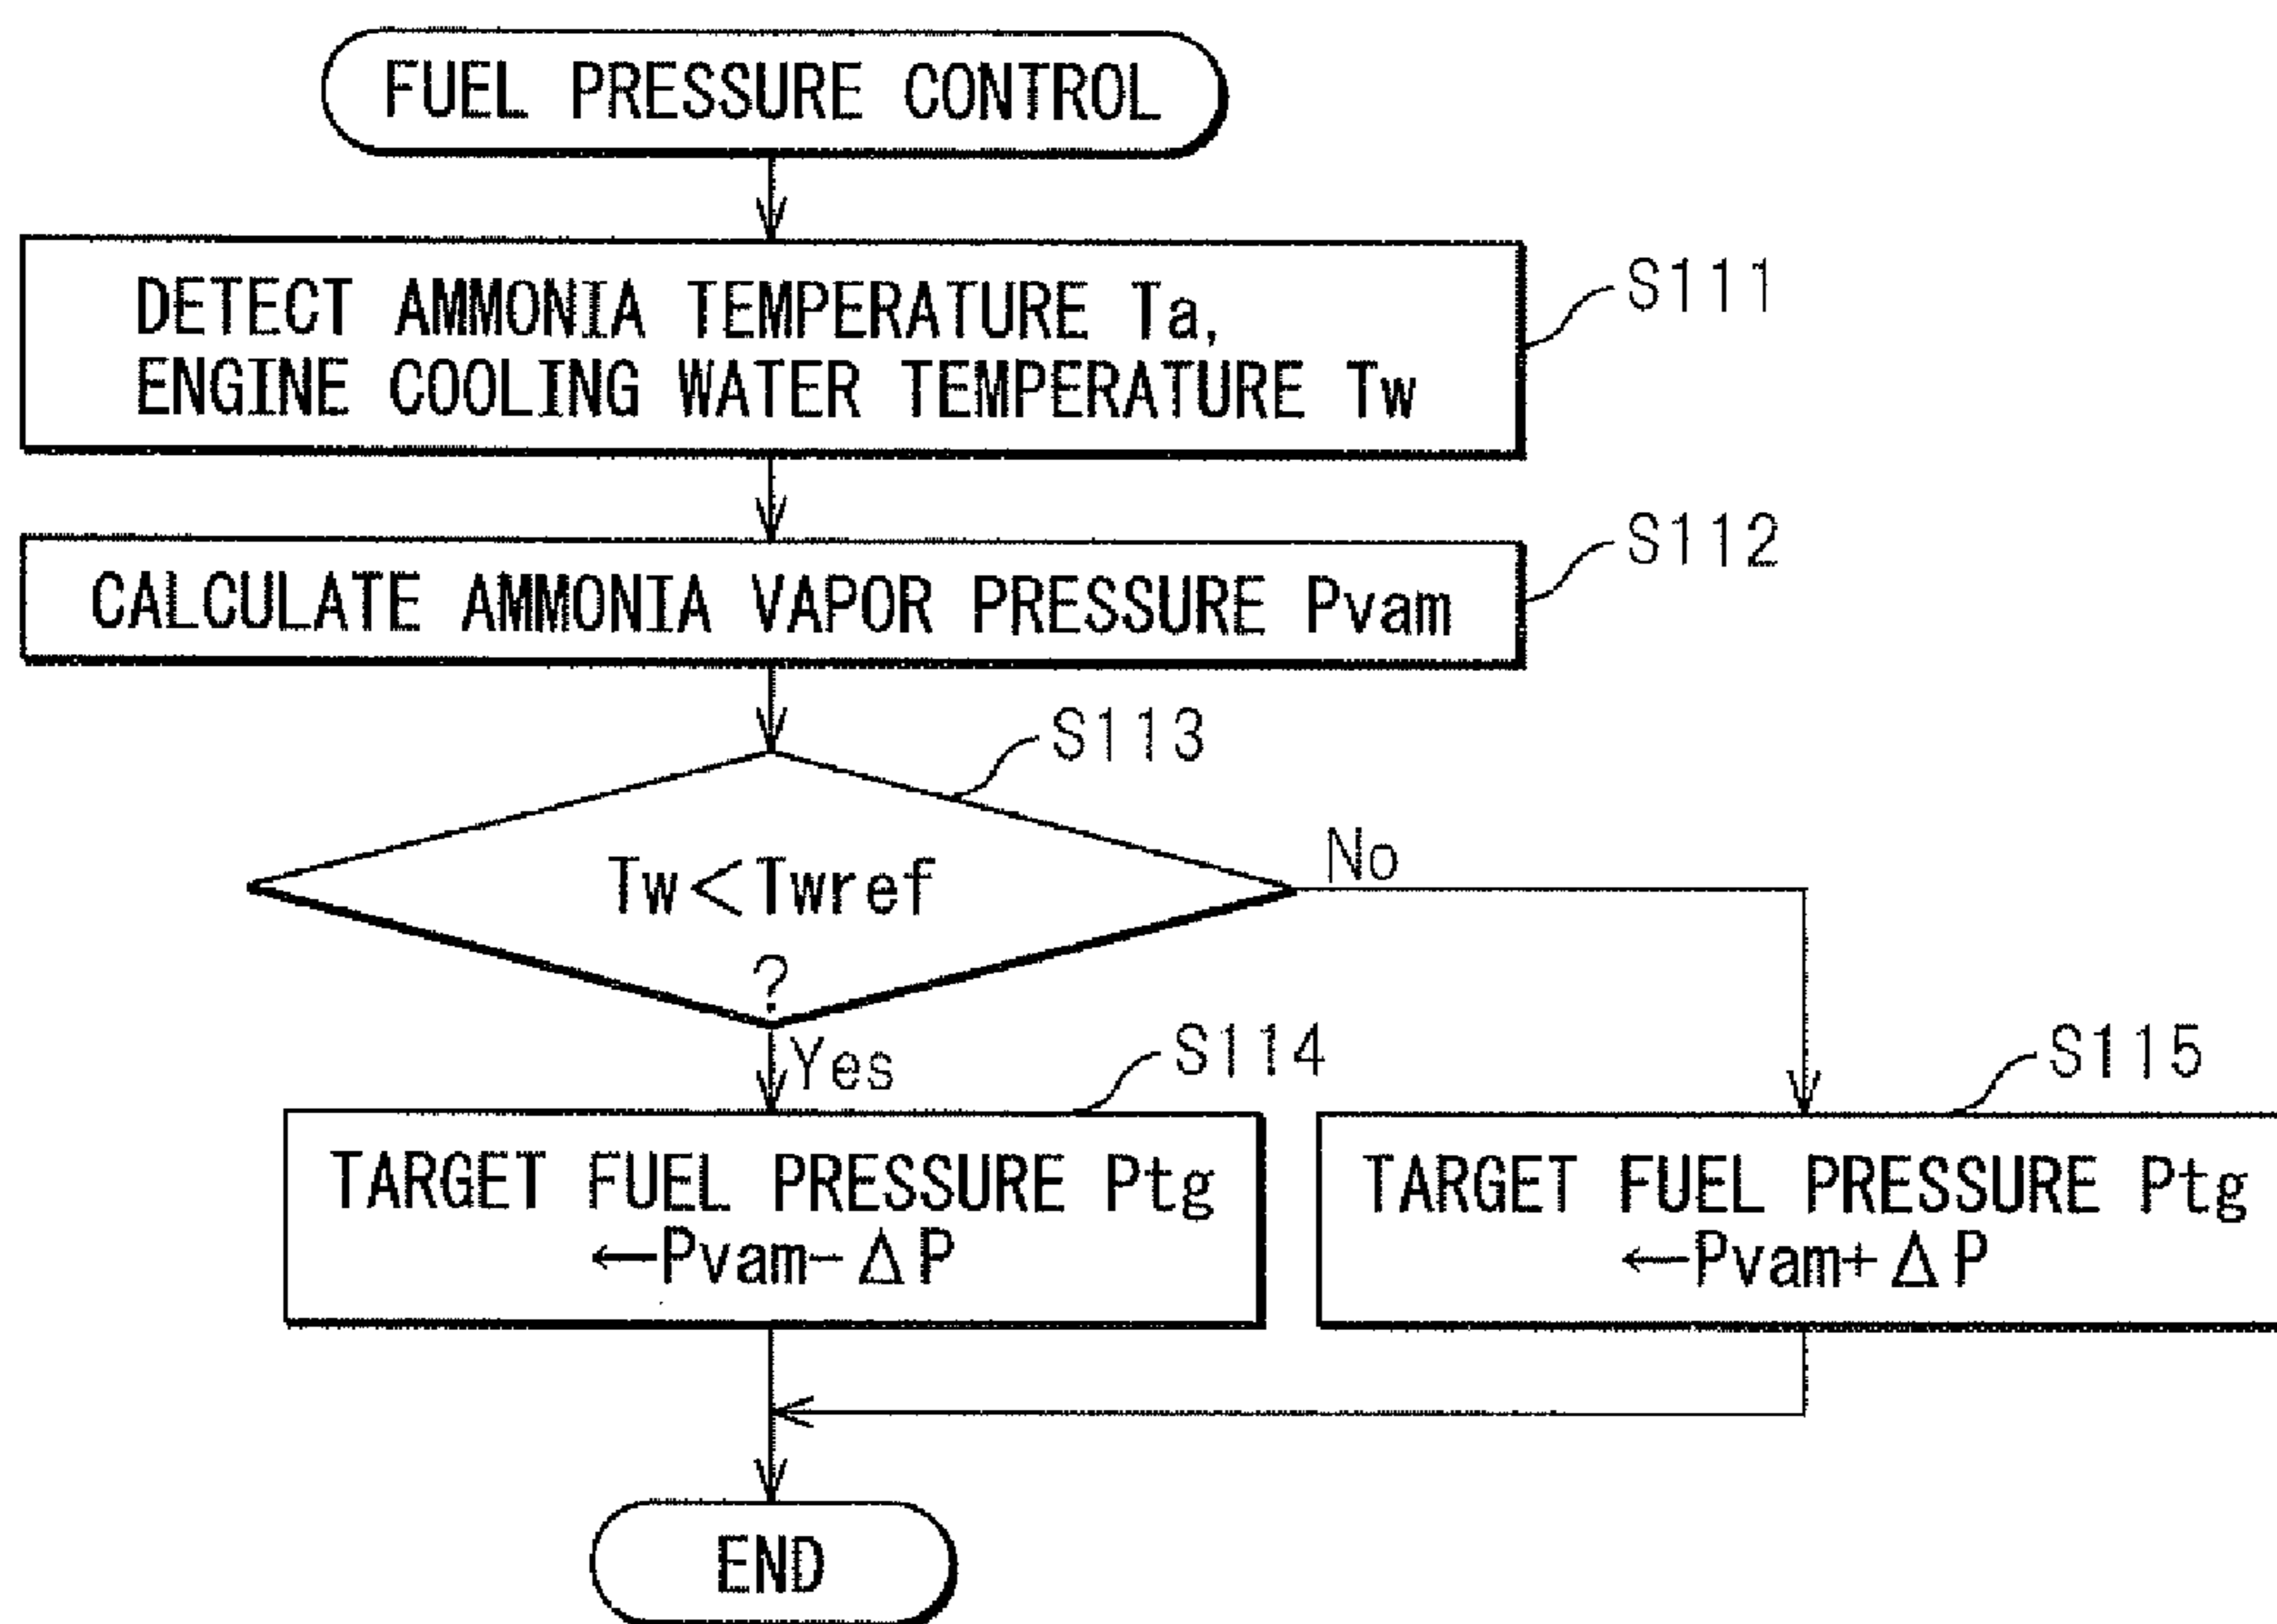 FUEL PRESSURE CONTROL
DETECT AMMONIA TEMPERATURE Ta,
ENGINE COOLING WATER TEMPERATURE Tw
S111
CALCULATE AMMONIA VAPOR PRESSURE Pvam
S112
S113
Tw<Twref
?
No
Yes
S114
TARGET FUEL PRESSURE Ptg
←Pvam-ΔP
S115
TARGET FUEL PRESSURE Ptg
←Pvam+ΔP
END